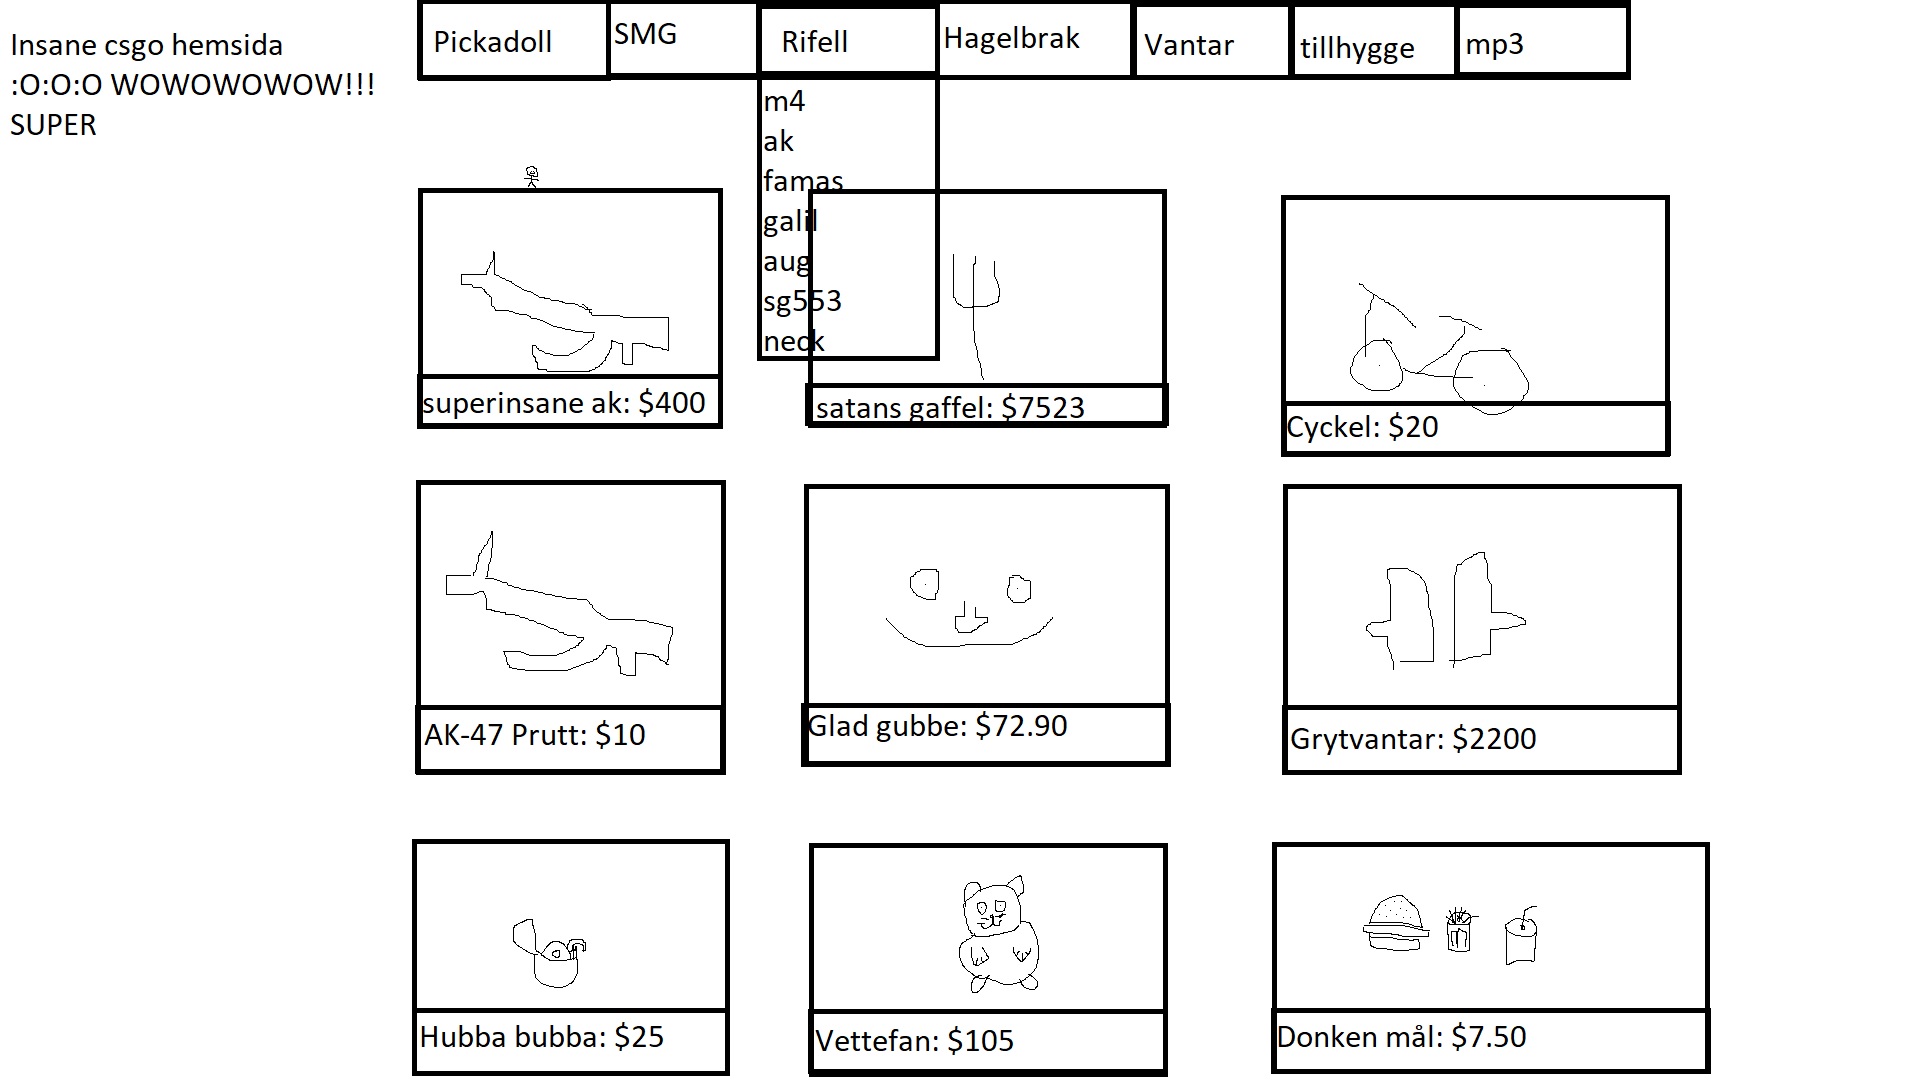 Insane csgo hemsida
:O:O:O WOWOWOWOW!!!
SUPER
Pickadoll
SMG
Rifell
Hagelbrak
Vantar
tillhygge
mp3
m4
ak
famas
galil
aug
sg553
neck
superinsane ak: $400
satans gaffel: $7523
Cyckel: $20
AK-47 Prutt: $10
Glad gubbe: $72.90
Grytvantar: $2200
Hubba bubba: $25
Vettefan: $105
Donken mål: $7.50